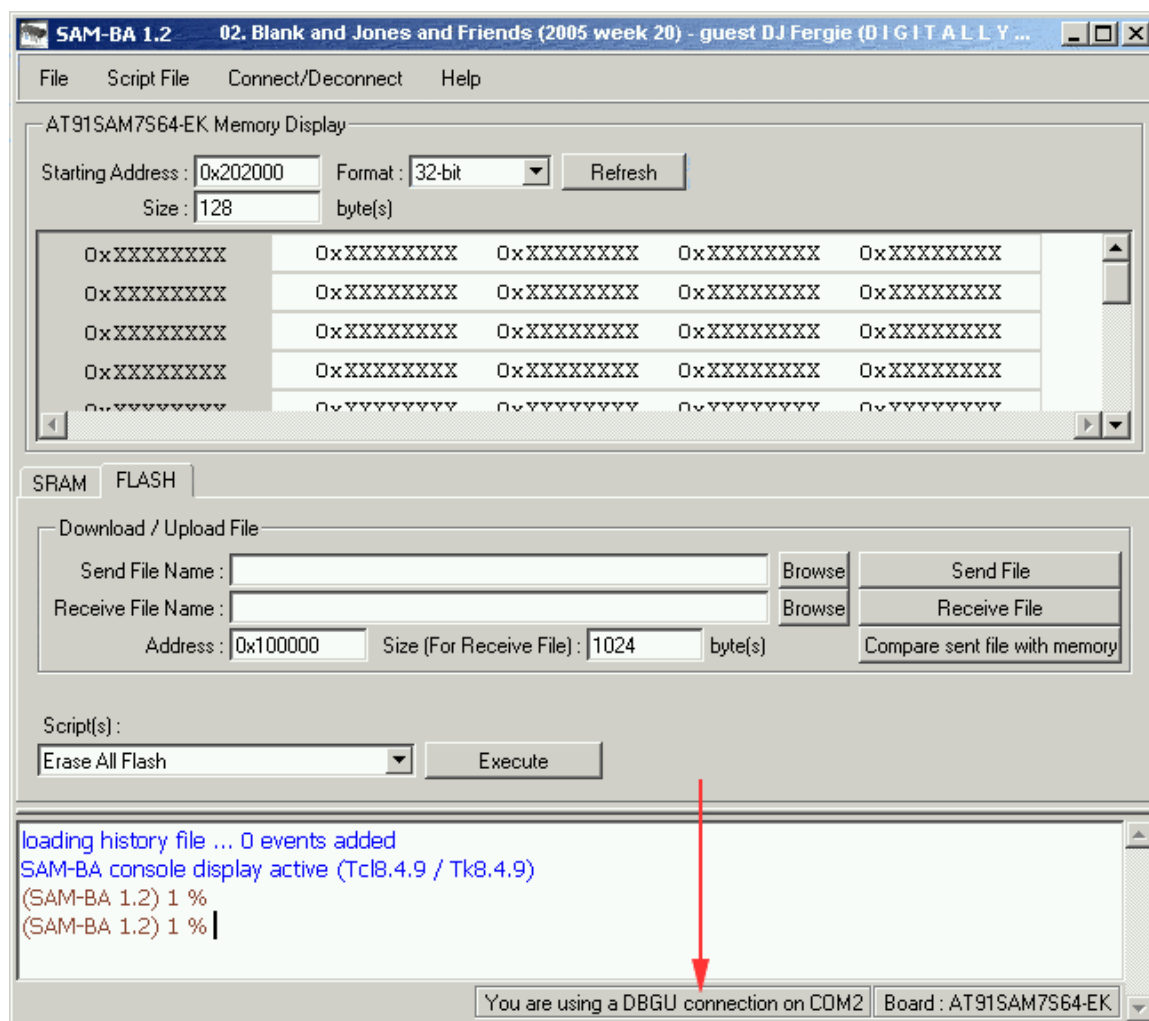 SAM-BA 1.2 02. Blank and Jones and Friends (2005 week 20) - guest DJ Fergie (D I G I T A L L Y ...
File Script File Connect/Disconnect Help
AT91SAM7S64-EK Memory Display
Starting Address : 0x202000 Format : 32-bit Refresh
Size : 128 byte(s)
0xXXXXXXXX 0xXXXXXXXX 0xXXXXXXXX 0xXXXXXXXX 0xXXXXXXXX
0xXXXXXXXX 0xXXXXXXXX 0xXXXXXXXX 0xXXXXXXXX 0xXXXXXXXX
0xXXXXXXXX 0xXXXXXXXX 0xXXXXXXXX 0xXXXXXXXX 0xXXXXXXXX
0xXXXXXXXX 0xXXXXXXXX 0xXXXXXXXX 0xXXXXXXXX 0xXXXXXXXX
SRAM FLASH
Download / Upload File
Send File Name : Browse Send File
Receive File Name : Browse Receive File
Address : 0x100000 Size (For Receive File) : 1024 byte(s) Compare sent file with memory
Script(s) :
Erase All Flash Execute
loading history file ... 0 events added
SAM-BA console display active (Tcl8.4.9 / Tk8.4.9)
(SAM-BA 1.2) 1 %
(SAM-BA 1.2) 1 %
You are using a DBGU connection on COM2 Board : AT91SAM7S64-EK